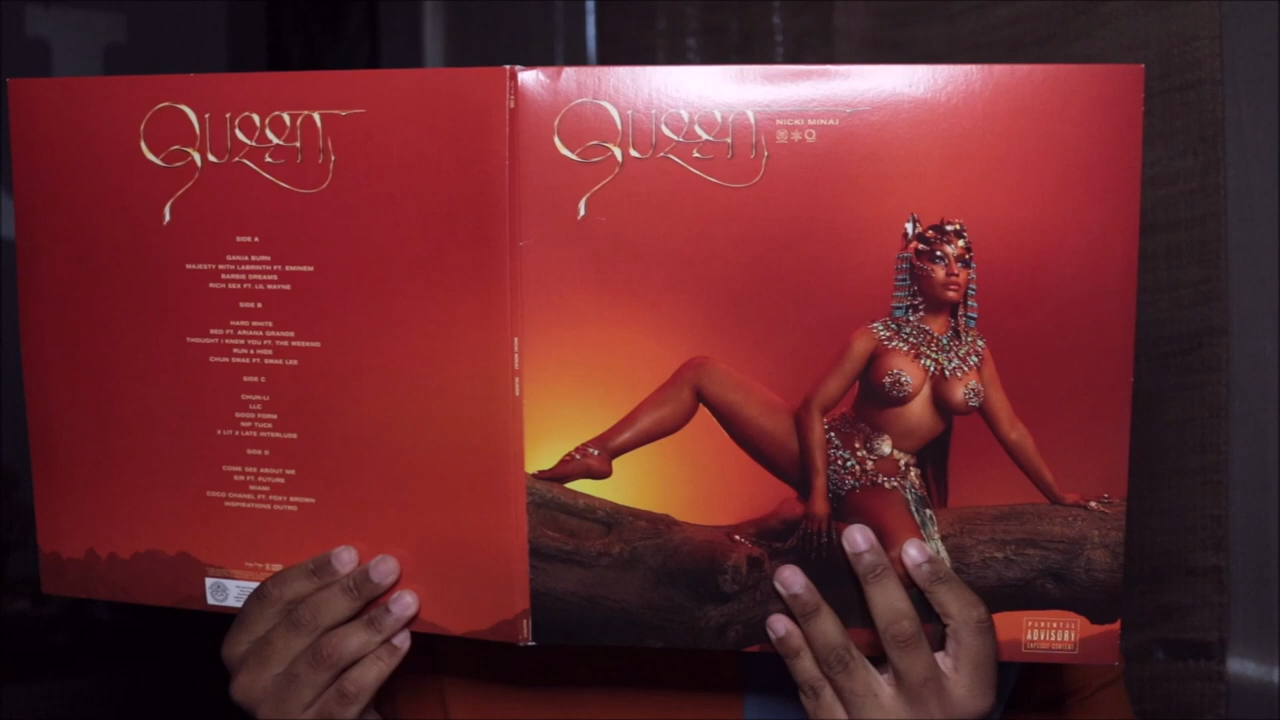 QUEEN
SIDE A
GANJA BURN
MAJESTY WITH LABRINTH FT. EMINEM
BARBIE DREAMS
RICH SEX FT. LIL WAYNE
SIDE B
HARD WHITE
BED FT. ARIANA GRANDE
THOUGHT I KNEW YOU FT. THE WEEKND
RUN & HIDE
CHUN SWAE FT. SWAE LEE
SIDE C
CHUN-LI
LLC
GOOD FORM
NIP TUCK
2 LIT 2 LATE INTERLUDE
SIDE D
COME SEE ABOUT ME
SIR FT. FUTURE
MIAMI
COCO CHANEL FT. FOXY BROWN
INSPIRATIONS OUTRO
NICKI MINAJ QUEEN
QUEEN
NICKI MINAJ
PARENTAL
ADVISORY
EXPLICIT CONTENT